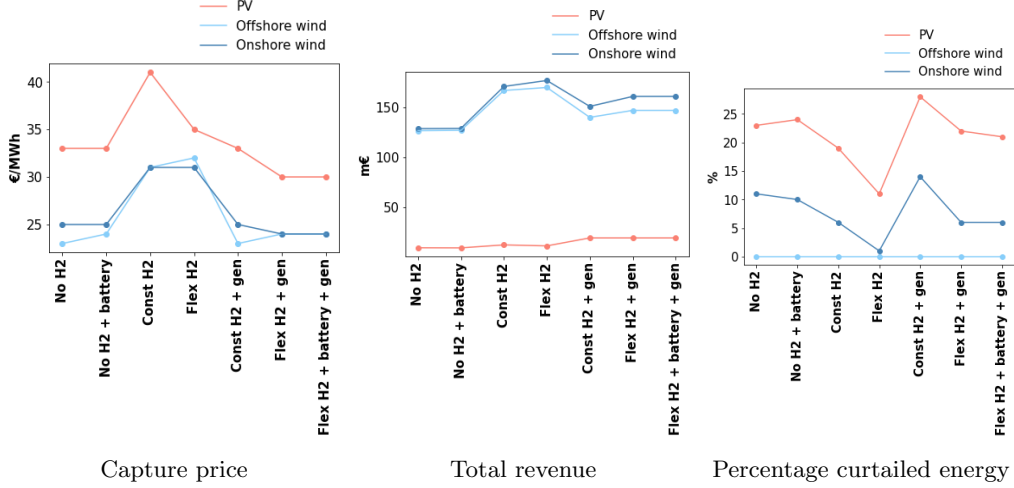 PV
Offshore wind
Onshore wind
€/MWh
40
35
30
25
No H2
No H2 + battery
Const H2
Flex H2
Const H2 + gen
Flex H2 + gen
Flex H2 + battery + gen
Capture price
PV
Offshore wind
Onshore wind
m€
150
100
50
No H2
No H2 + battery
Const H2
Flex H2
Const H2 + gen
Flex H2 + gen
Flex H2 + battery + gen
Total revenue
PV
Offshore wind
Onshore wind
%
25
20
15
10
5
0
No H2
No H2 + battery
Const H2
Flex H2
Const H2 + gen
Flex H2 + gen
Flex H2 + battery + gen
Percentage curtailed energy